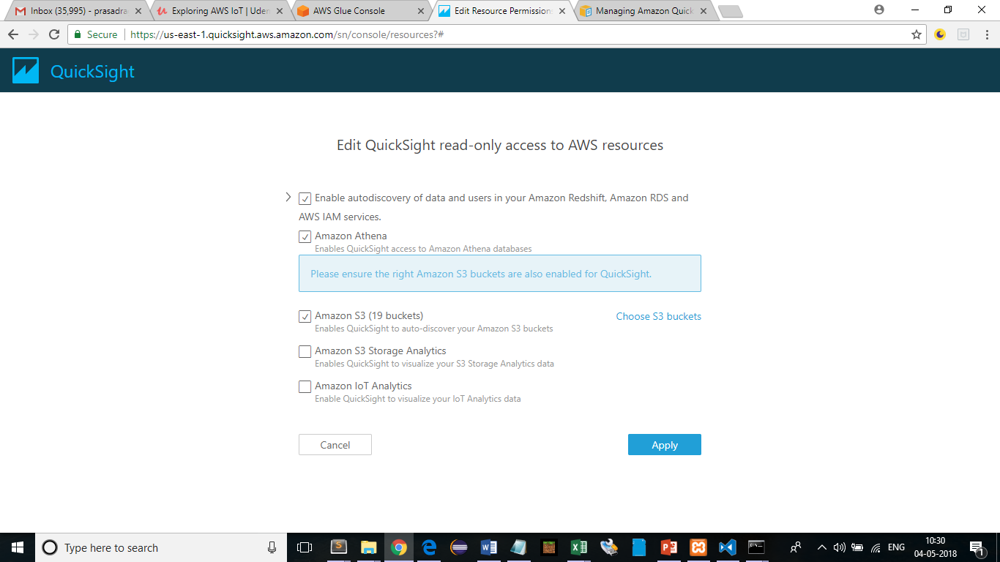 Inbox (35,995) - prasadra
Exploring AWS IoT | Uden
AWS Glue Console
Edit Resource Permissions
Managing Amazon Quick
Secure
https://us-east-1.quicksight.aws.amazon.com/sn/console/resources?#
QuickSight
Edit QuickSight read-only access to AWS resources
Enable autodiscovery of data and users in your Amazon Redshift, Amazon RDS and
AWS IAM services.
Amazon Athena
Enables QuickSight access to Amazon Athena databases
Please ensure the right Amazon S3 buckets are also enabled for QuickSight.
Amazon S3 (19 buckets)
Choose S3 buckets
Enables QuickSight to auto-discover your Amazon S3 buckets
Amazon S3 Storage Analytics
Enables QuickSight to visualize your S3 Storage Analytics data
Amazon IoT Analytics
Enable QuickSight to visualize your IoT Analytics data
Cancel
Apply
Type here to search
ENG
10:30
04-05-2018
1